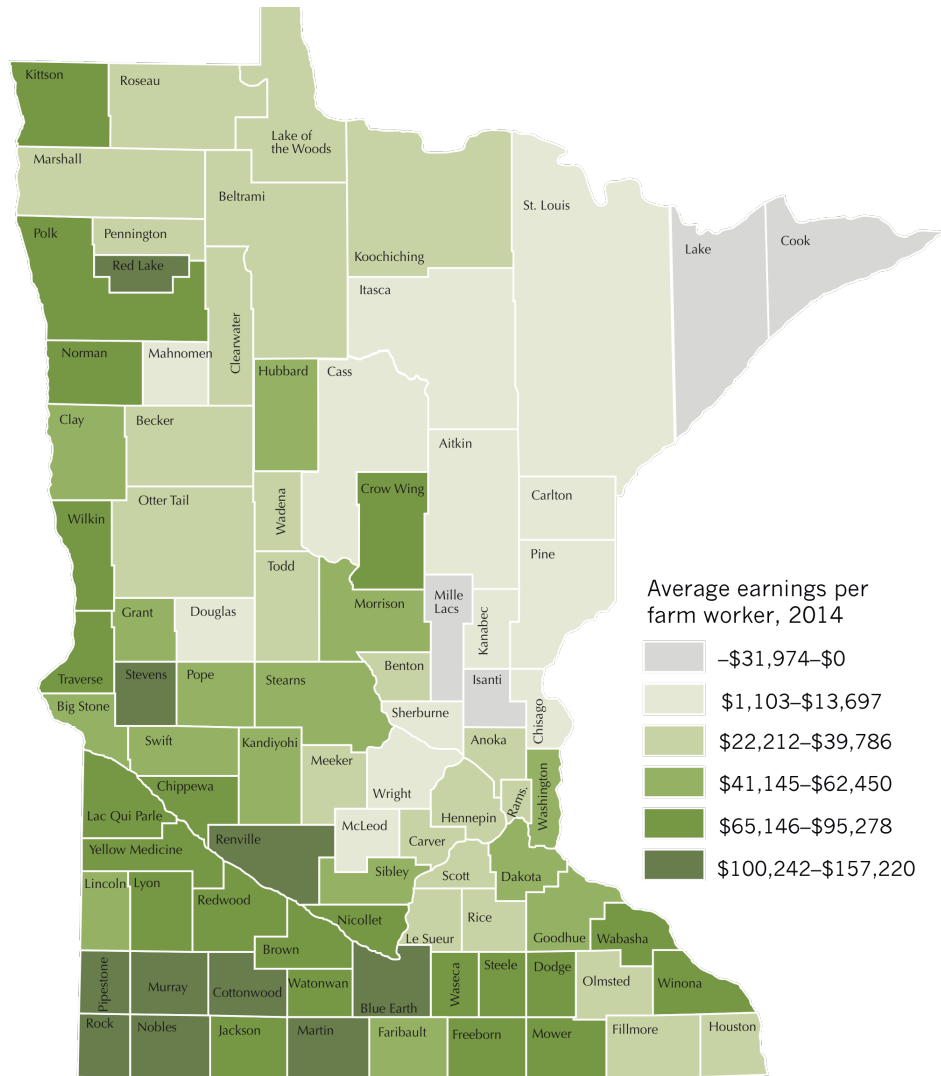 Kittson
Roseau
Lake of
the Woods
Marshall
Beltrami
St. Louis
Polk
Pennington
Lake
Cook
Koochiching
Red Lake
Itasca
Clearwater
Norman
Mahnomen
Hubbard
Cass
Clay
Becker
Aitkin
Crow Wing
Carlton
Otter Tail
Wadena
Wilkin
Pine
Todd
Average earnings per
farm worker, 2014
Mille
Lacs
Morrison
Grant
Douglas
Kanabec
–$31,974–$0
Benton
Traverse
Stevens
Pope
Stearns
Isanti
$1,103–$13,697
Big Stone
Sherburne
Chisago
Swift
Kandiyohi
Anoka
$22,212–$39,786
Meeker
Chippewa
Wright
Rams.
Washington
$41,145–$62,450
Lac Qui Parle
Hennepin
McLeod
$65,146–$95,278
Renville
Carver
Yellow Medicine
Sibley
Scott
Dakota
$100,242–$157,220
Lincoln
Lyon
Redwood
Nicollet
Rice
Le Sueur
Goodhue
Wabasha
Brown
Pipestone
Murray
Cottonwood
Watonwan
Blue Earth
Waseca
Steele
Dodge
Olmsted
Winona
Rock
Nobles
Jackson
Martin
Faribault
Freeborn
Mower
Fillmore
Houston